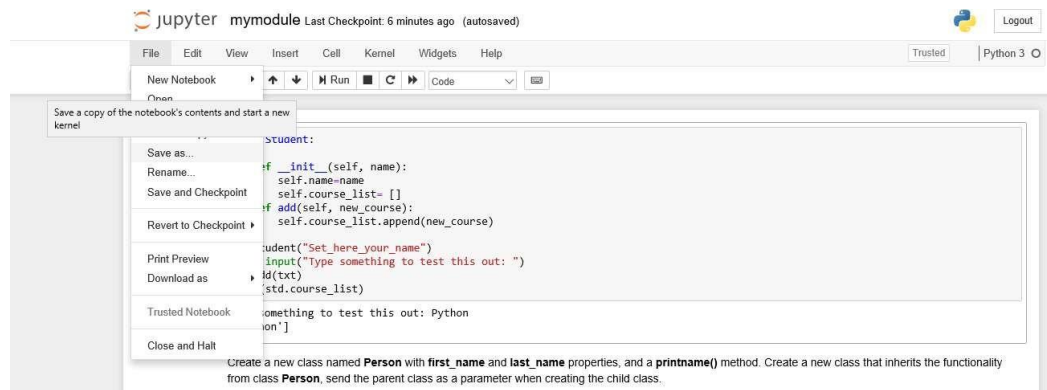 jupyter mymodule Last Checkpoint: 6 minutes ago (autosaved)
Logout
File Edit View Insert Cell Kernel Widgets Help
Trusted Python 3
New Notebook
Run Code
Open
Save a copy of the notebook's contents and start a new
kernel
Student:
Save as...
__init__(self, name):
Rename...
self.name=name
Save and Checkpoint
self.course_list= []
add(self, new_course):
Revert to Checkpoint
self.course_list.append(new_course)
("Set_here_your_name")
Print Preview
input("Type something to test this out: ")
Download as
(txt)
(std.course_list)
Trusted Notebook
something to test this out: Python
Close and Halt
Create a new class named Person with first_name and last_name properties, and a printname() method. Create a new class that inherits the functionality
from class Person, send the parent class as a parameter when creating the child class.